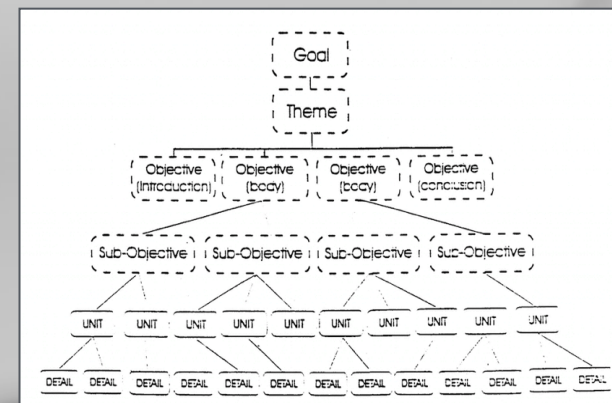 Goal
Theme
Objective
(Introduction)
Objective
(body)
Objective
(body)
Objective
(conclusion)
Sub-Objective Sub-Objective Sub-Objective Sub-Objective
UNIT UNIT UNIT UNIT UNIT UNIT UNIT UNIT UNIT UNIT
DETAIL DETAIL DETAIL DETAIL DETAIL DETAIL DETAIL DETAIL DETAIL DETAIL DETAIL DETAIL DETAIL